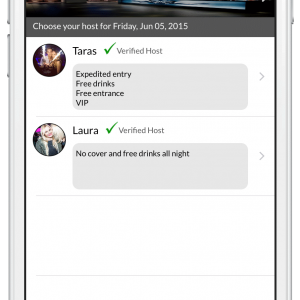 Choose your host for Friday, Jun 05, 2015
Taras Verified Host
Expedited entry
Free drinks
Free entrance
VIP
Laura Verified Host
No cover and free drinks all night